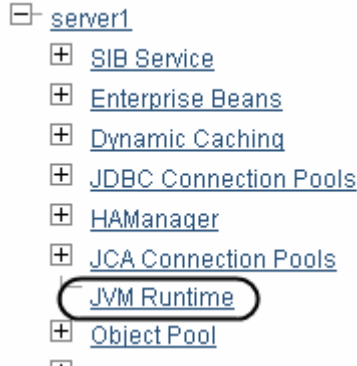 server1
SIB Service
Enterprise Beans
Dynamic Caching
JDBC Connection Pools
HAManager
JCA Connection Pools
JVM Runtime
Object Pool